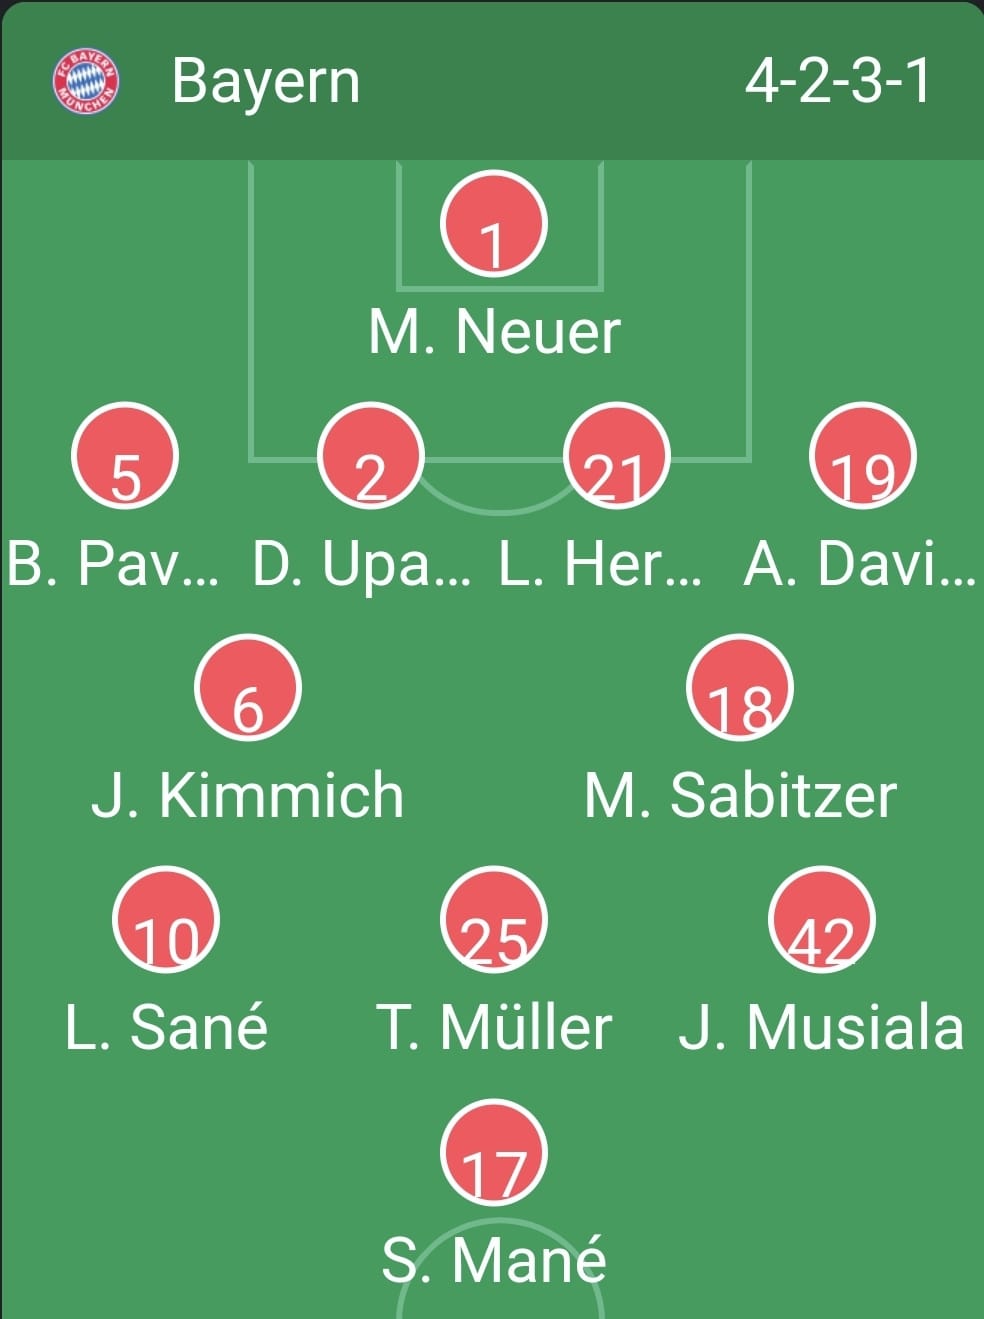 FC BAYERN
MÜNCHEN
Bayern 4-2-3-1
1
M. Neuer
5 2 21 19
B. Pav... D. Upa... L. Her... A. Davi...
6 18
J. Kimmich M. Sabitzer
10 25 42
L. Sané T. Müller J. Musiala
17
S. Mané